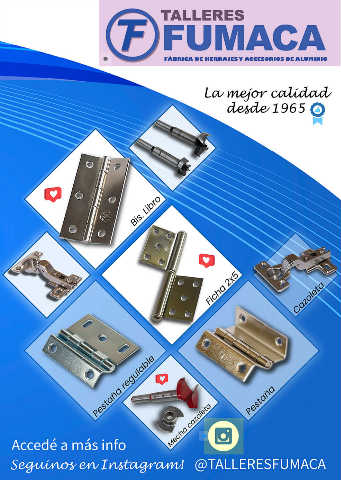 TALLERES
FUMACA
FÁBRICA DE HERRAJES Y ACCESORIOS DE ALUMINIO
La mejor calidad
desde 1965
Bis. Libro
Ficha 2x5
Cazoleta
Pestaña regulable
Pestaña
Mecha cazoleta
Accedé a más info
Seguinos en Instagram! @TALLERESFUMACA